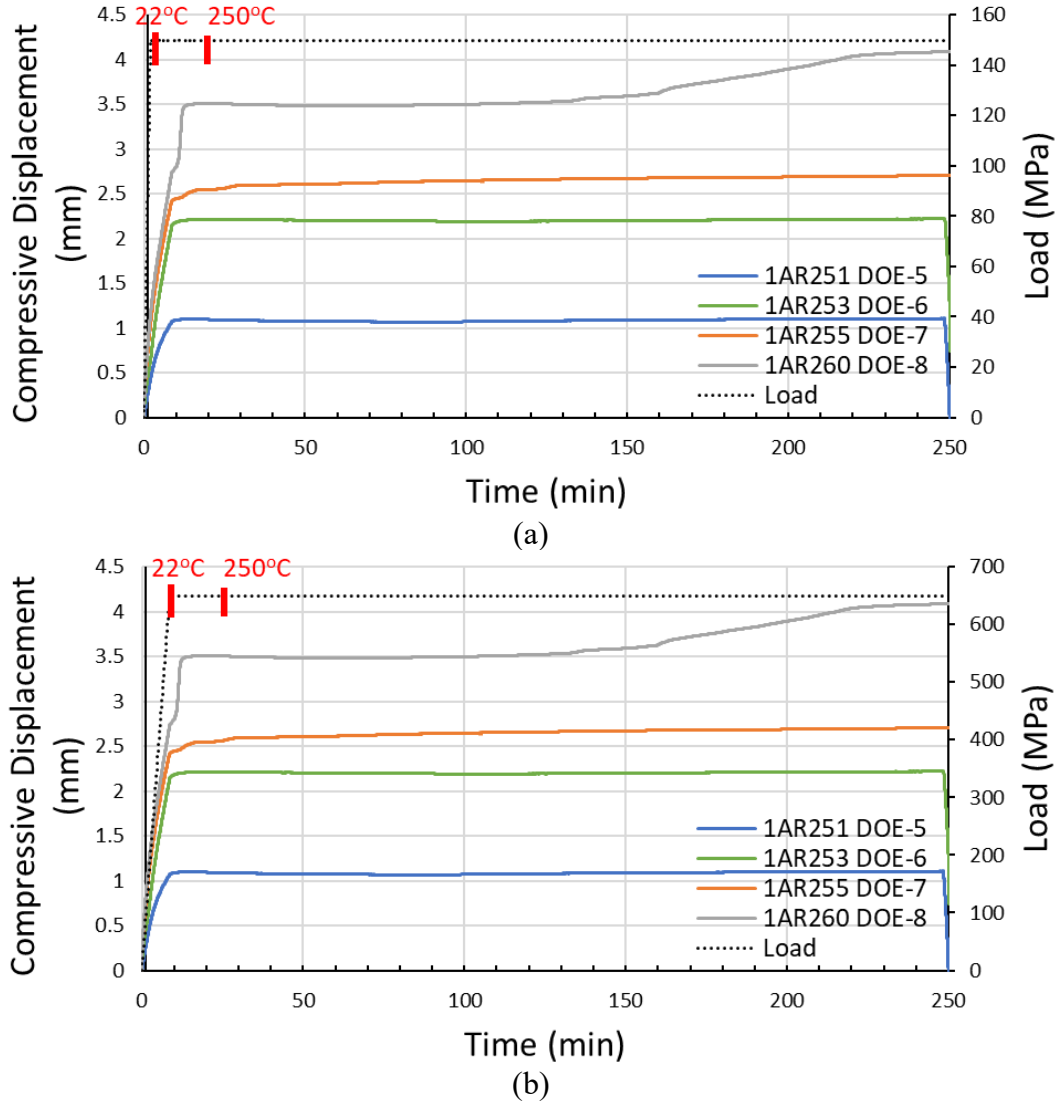 22°C 250°C
4.5 160
4 140
3.5 120
3 100
2.5 80
2 60
1.5 40
1 20
0.5 0
0
Compressive Displacement
(mm)
Load (MPa)
1AR251 DOE-5
1AR253 DOE-6
1AR255 DOE-7
1AR260 DOE-8
Load
0 50 100 150 200 250
Time (min)
(a)
22°C 250°C
4.5 700
4 600
3.5 500
3 400
2.5 300
2 200
1.5 100
1 0
0.5
0
Compressive Displacement
(mm)
Load (MPa)
1AR251 DOE-5
1AR253 DOE-6
1AR255 DOE-7
1AR260 DOE-8
Load
0 50 100 150 200 250
Time (min)
(b)